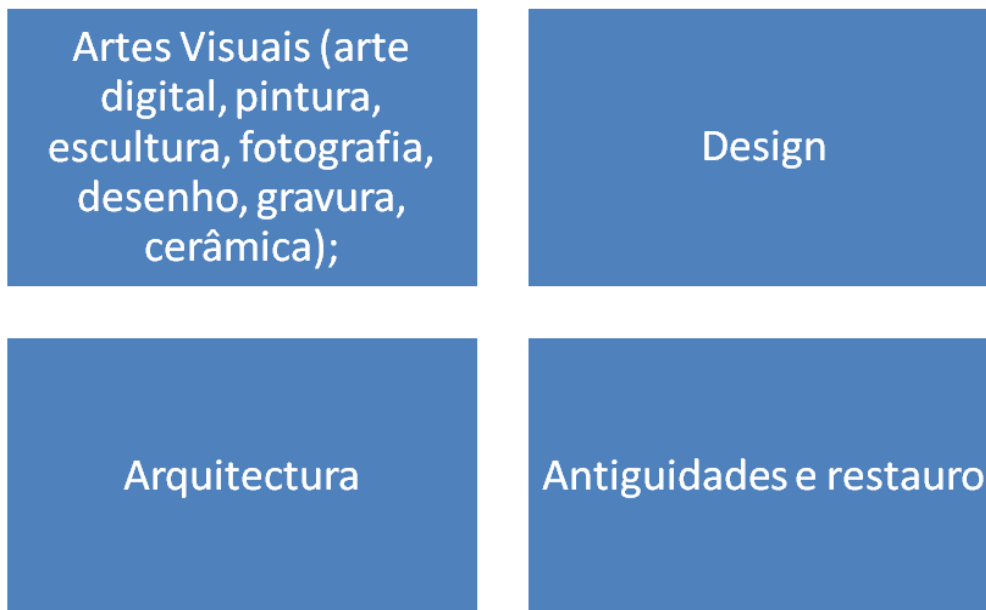 Artes Visuais (arte
digital, pintura,
escultura, fotografia,
desenho, gravura,
cerâmica);
Design
Arquitectura
Antiguidades e restauro